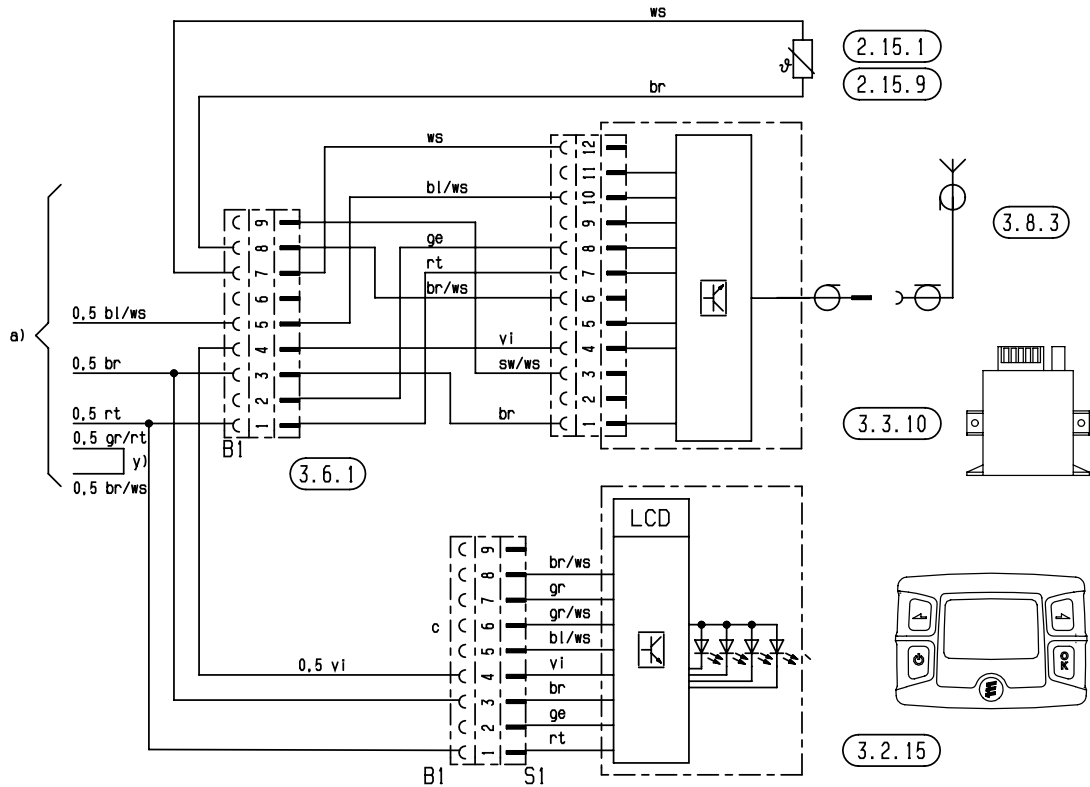 ws
ϑ
2.15.1
2.15.9
br
ws
bl/ws
ge
rt
br/ws
vi
sw/ws
br
12
11
10
9
8
7
6
5
4
3
2
1
3.8.3
9
8
7
6
5
4
3
2
1
B1
a)
0,5 bl/ws
0,5 br
0,5 rt
0,5 gr/rt
y)
0,5 br/ws
3.6.1
3.3.10
LCD
9
8
7
6
5
4
3
2
1
c
0,5 vi
br/ws
gr
gr/ws
bl/ws
vi
br
ge
rt
B1
S1
OK
3.2.15